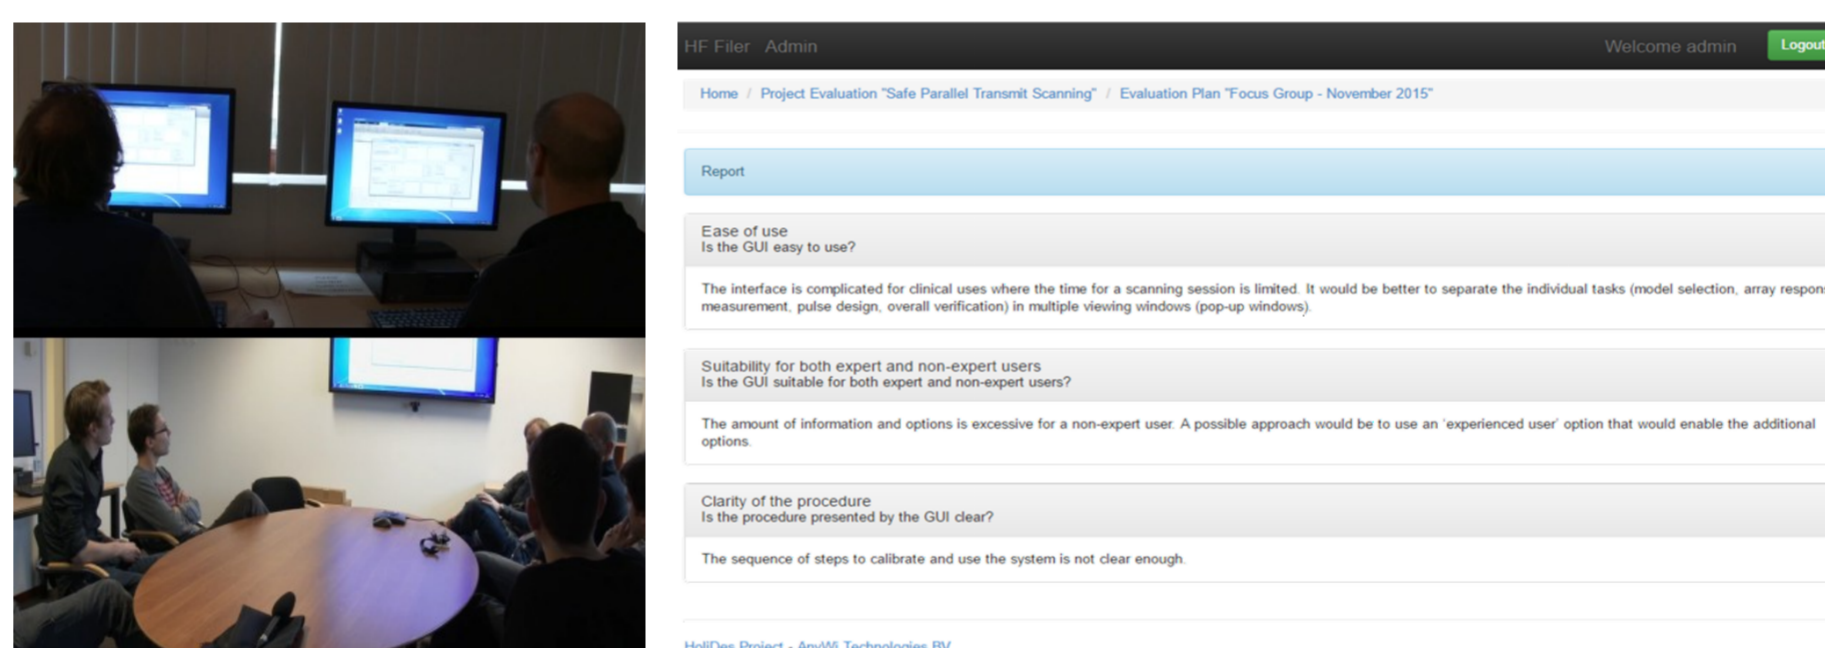 HF Filer Admin Welcome admin Logout
Home / Project Evaluation "Safe Parallel Transmit Scanning" / Evaluation Plan "Focus Group - November 2015"
Report
Ease of use
Is the GUI easy to use?
The interface is complicated for clinical uses where the time for a scanning session is limited. It would be better to separate the individual tasks (model selection, array respon
measurement, pulse design, overall verification) in multiple viewing windows (pop-up windows).
Suitability for both expert and non-expert users
Is the GUI suitable for both expert and non-expert users?
The amount of information and options is excessive for a non-expert user. A possible approach would be to use an 'experienced user' option that would enable the additional
options.
Clarity of the procedure
Is the procedure presented by the GUI clear?
The sequence of steps to calibrate and use the system is not clear enough.
HoliDes Project - AnyWi Technologies BV